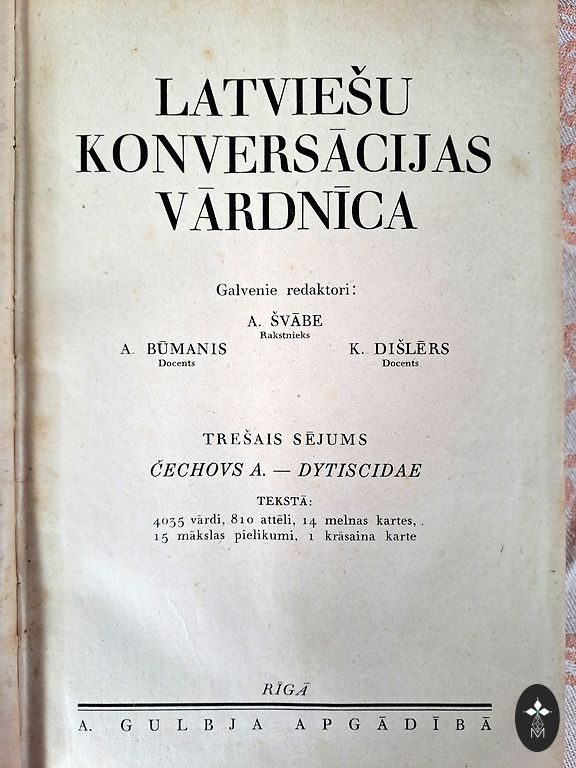 LATVIEŠU
KONVERSĀCIJAS
VĀRDNĪCA
Galvenie redaktori:
A. ŠVĀBE
Rakstnieks
A. BŪMANIS
Docents
K. DIŠLĒRS
Docents
TREŠAIS SĒJUMS
ČECHOVS A. — DYTISCIDAE
TEKSTĀ:
4035 vārdi, 810 attēli, 14 melnas kartes,
15 mākslas pielikumi, 1 krāsaina karte
RĪGĀ
A. GULBJA APGĀDĪBĀ
M